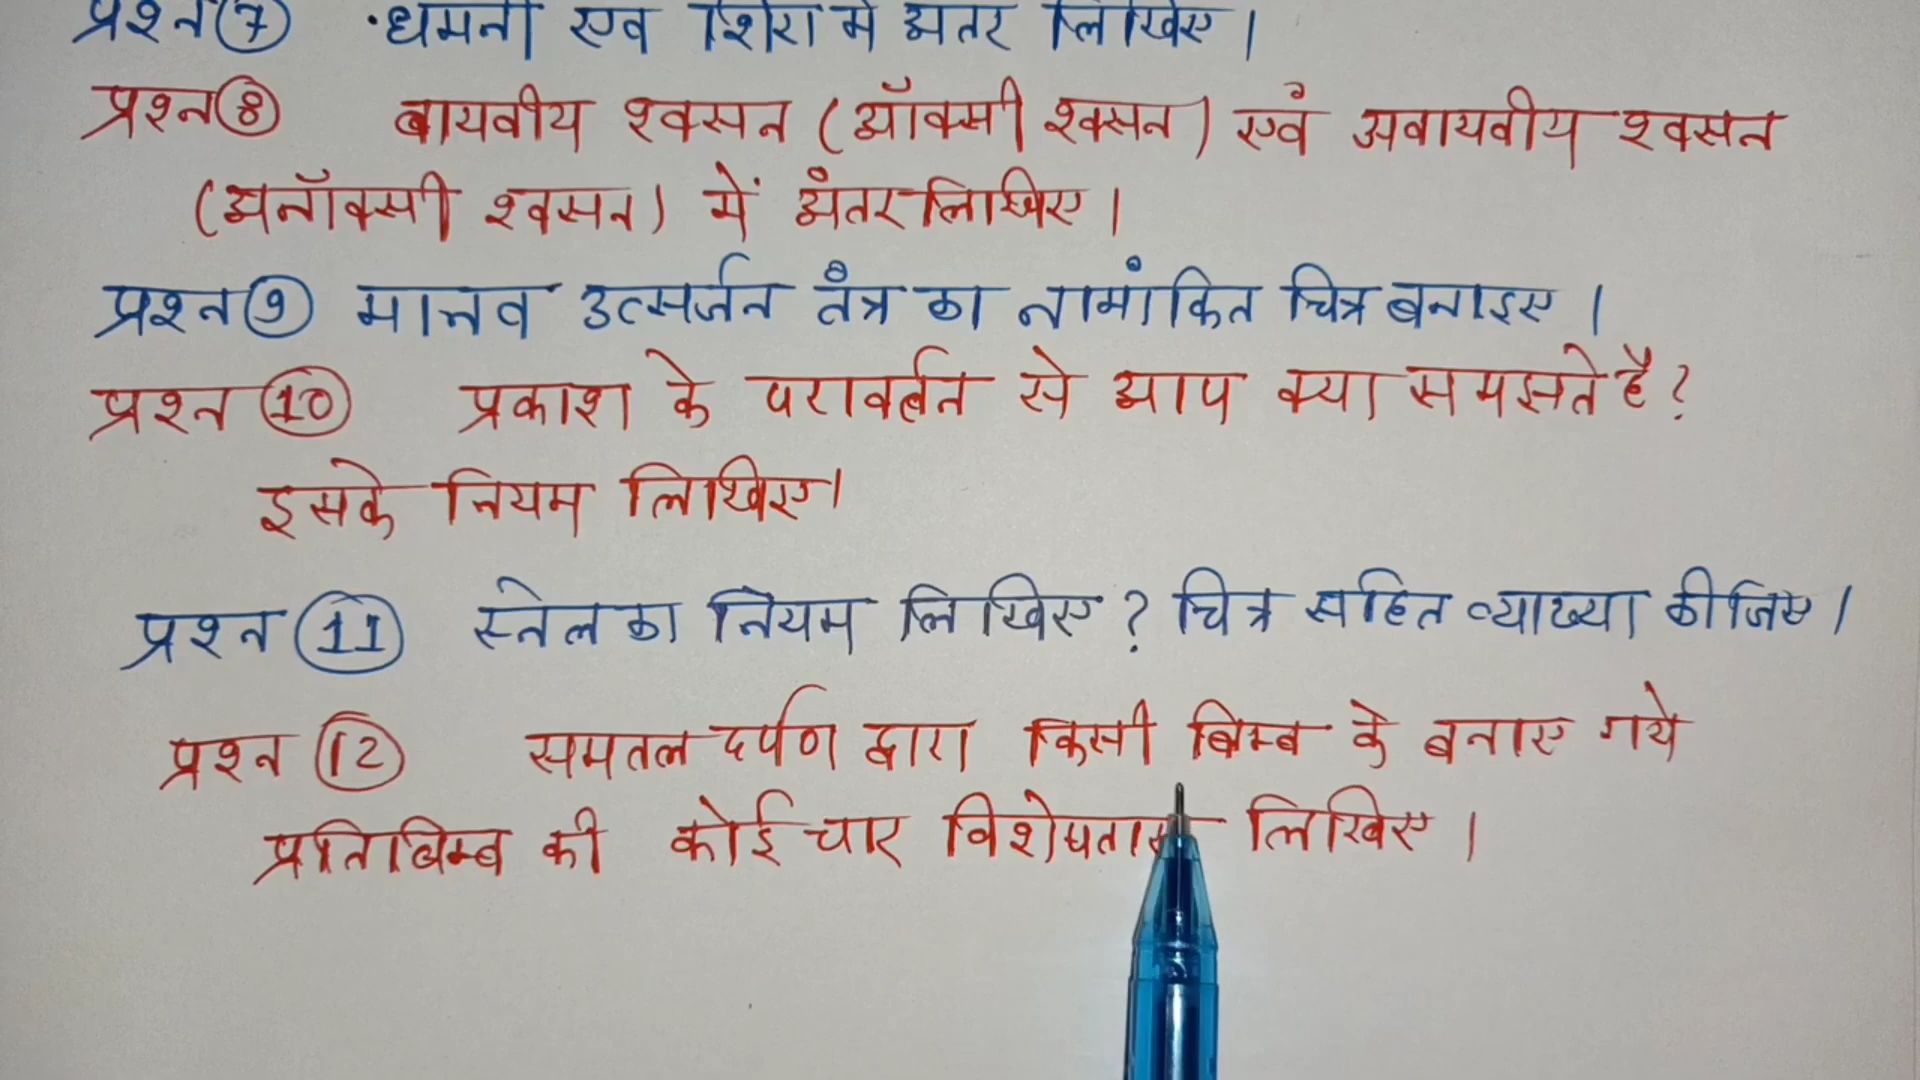 प्रश्न 7 धमनी एवं शिरा में अंतर लिखिए।
प्रश्न 8 वायवीय श्वसन (ऑक्सी श्वसन) एवं अवायवीय श्वसन
(अनॉक्सी श्वसन) में अंतर लिखिए।
प्रश्न 9 मानव उत्सर्जन तंत्र का नामांकित चित्र बनाइए।
प्रश्न 10 प्रकाश के परावर्तन से आप क्या समझते है?
इसके नियम लिखिए।
प्रश्न 11 स्नेल का नियम लिखिए? चित्र सहित व्याख्या कीजिए।
प्रश्न 12 समतल दर्पण द्वारा किसी बिम्ब के बनाए गये
प्रतिबिम्ब की कोई चार विशेषताए लिखिए।